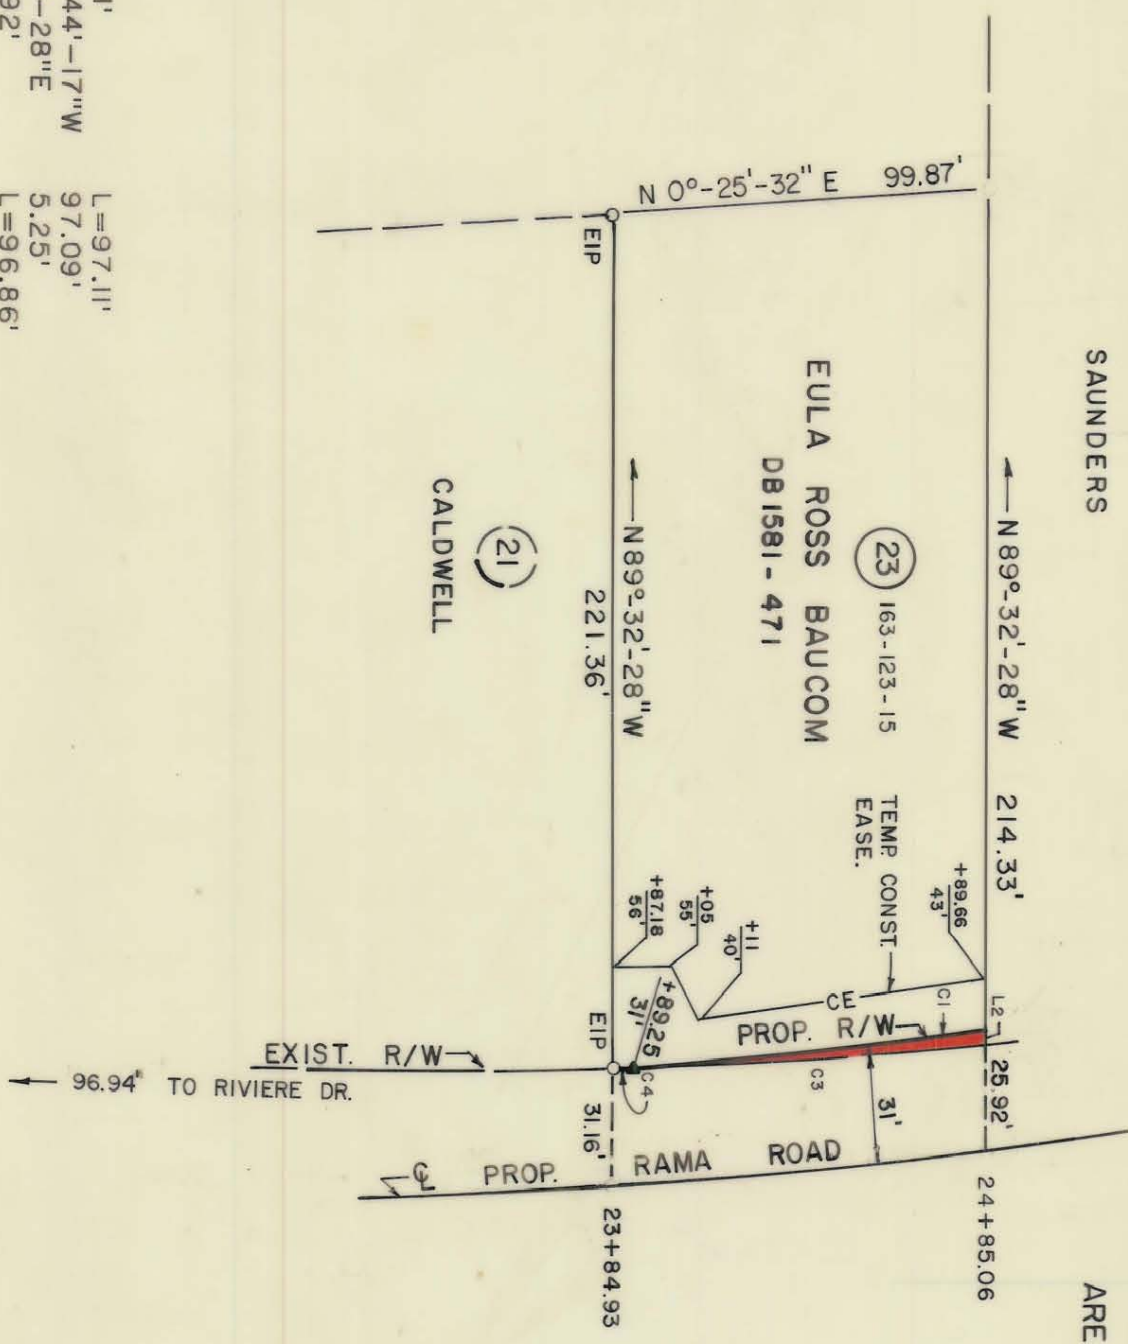 SAUNDERS
N 89°-32'-28" W 214.33'
N 0°-25'-32" E 99.87'
EIP
EULA ROSS BAUCOM
DB 1581-471
23
163-123-15
TEMP. CONST.
EASE.
+89.66
43'
+11
40'
+05
55'
+87.18
56'
+89.25
31'
N 89°-32'-28" W
221.36'
21
CALDWELL
EIP
CE
C1
L2
PROP. R/W
C3
C4
31'
25.92'
31.16'
EXIST. R/W
96.94' TO RIVIERE DR.
℄ PROP. RAMA ROAD
24+85.06
23+84.93
ARE
44'-17"W
-28"E
92'
L=97.11'
97.09'
5.25'
L=96.86'